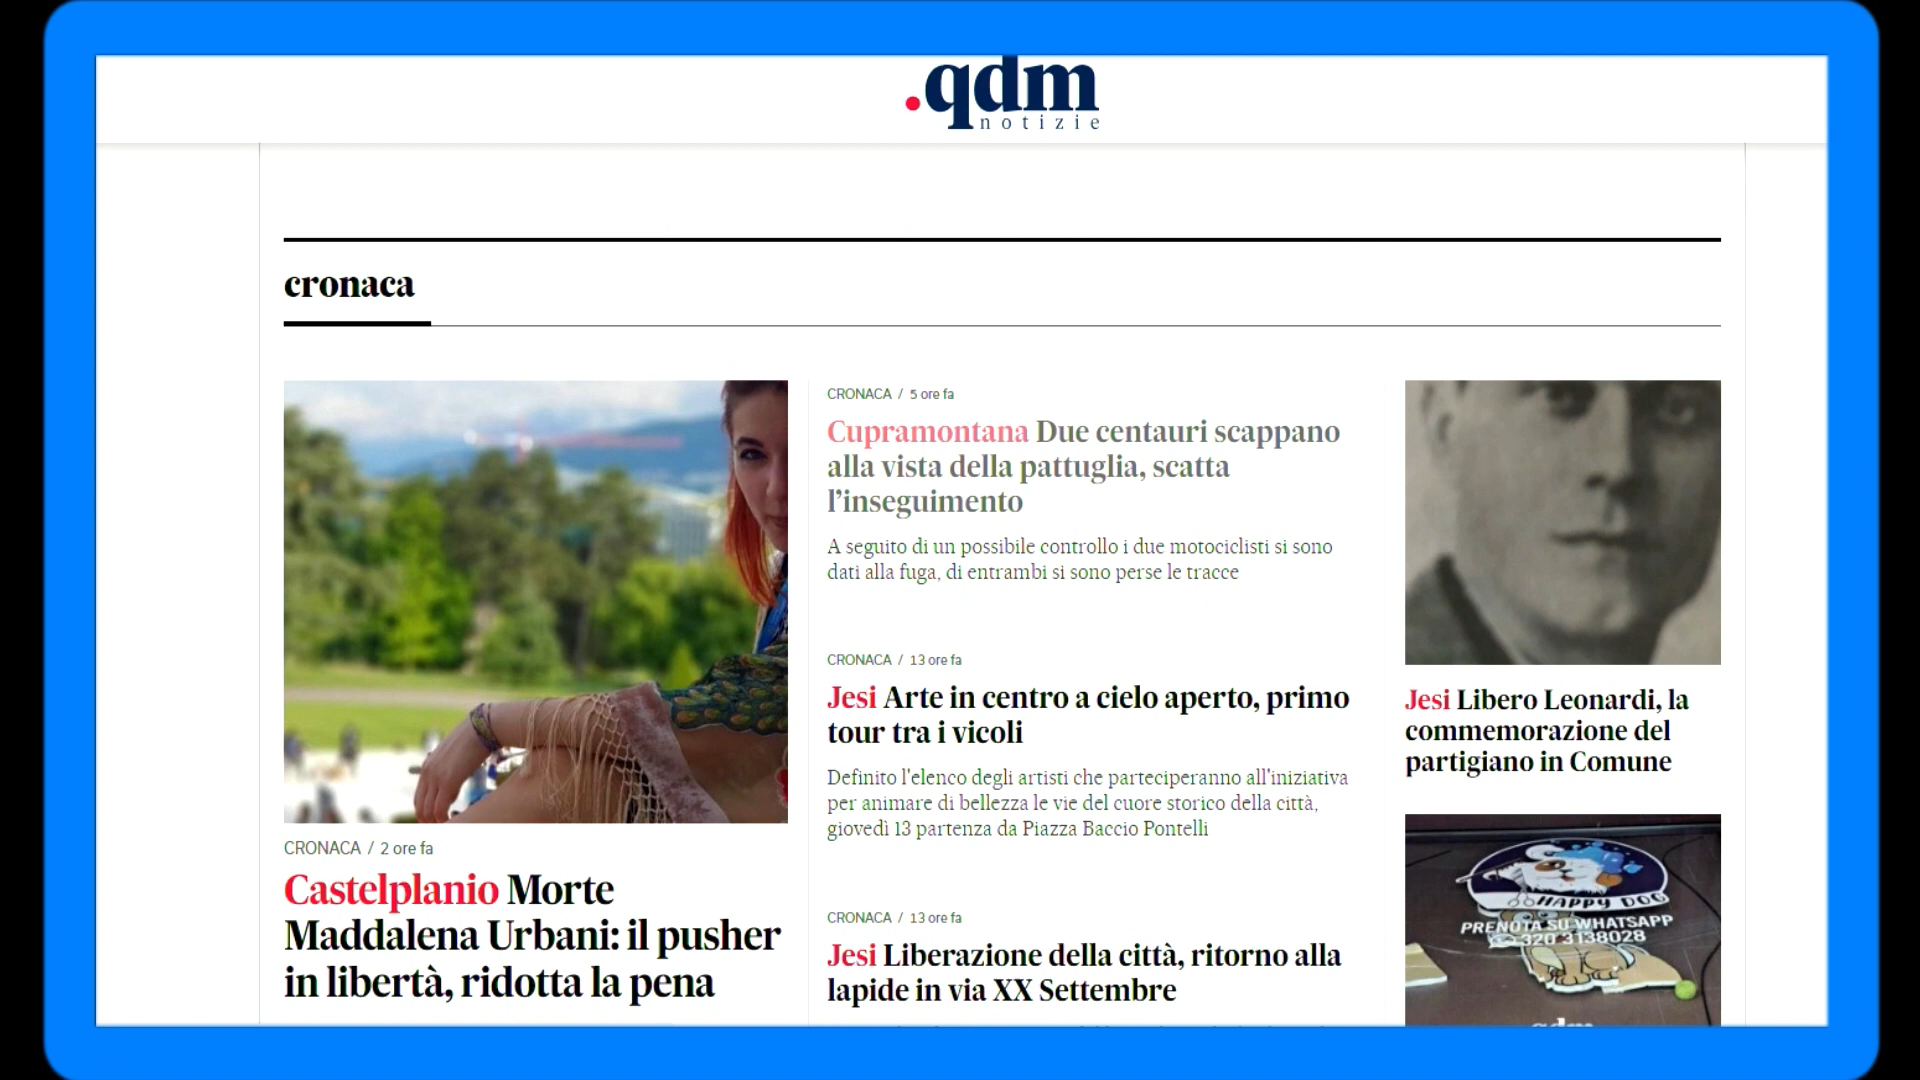 .qdm
notizie
cronaca
CRONACA / 2 ore fa
Castelplanio Morte
Maddalena Urbani: il pusher
in libertà, ridotta la pena
CRONACA / 5 ore fa
Cupramontana Due centauri scappano
alla vista della pattuglia, scatta
l'inseguimento
A seguito di un possibile controllo i due motociclisti si sono
dati alla fuga, di entrambi si sono perse le tracce
CRONACA / 13 ore fa
Jesi Arte in centro a cielo aperto, primo
tour tra i vicoli
Definito l'elenco degli artisti che parteciperanno all'iniziativa
per animare di bellezza le vie del cuore storico della città,
giovedì 13 partenza da Piazza Baccio Pontelli
CRONACA / 13 ore fa
Jesi Liberazione della città, ritorno alla
lapide in via XX Settembre
Jesi Libero Leonardi, la
commemorazione del
partigiano in Comune
HAPPY DOG
PRENOTA SU WHATSAPP
320 3138028